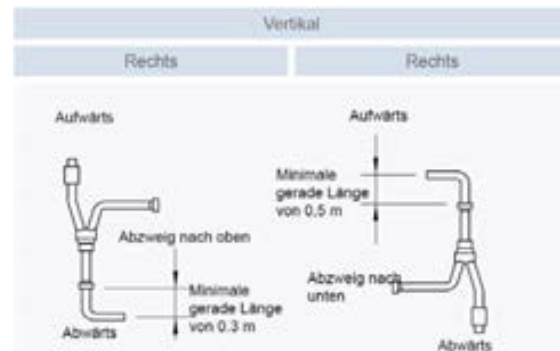 Vertikal
Rechts
Rechts
Aufwärts
Abzweig nach oben
Minimale
gerade Länge
von 0.3 m
Abwärts
Aufwärts
Minimale
gerade Länge
von 0.5 m
Abzweig nach
unten
Abwärts